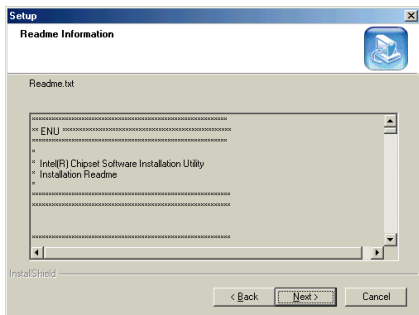 Setup
Readme Information
Readme.txt
** ENU **************************************************
*
* Intel(R) Chipset Software Installation Utility
* Installation Readme
*
InstallShield
< Back
Next >
Cancel